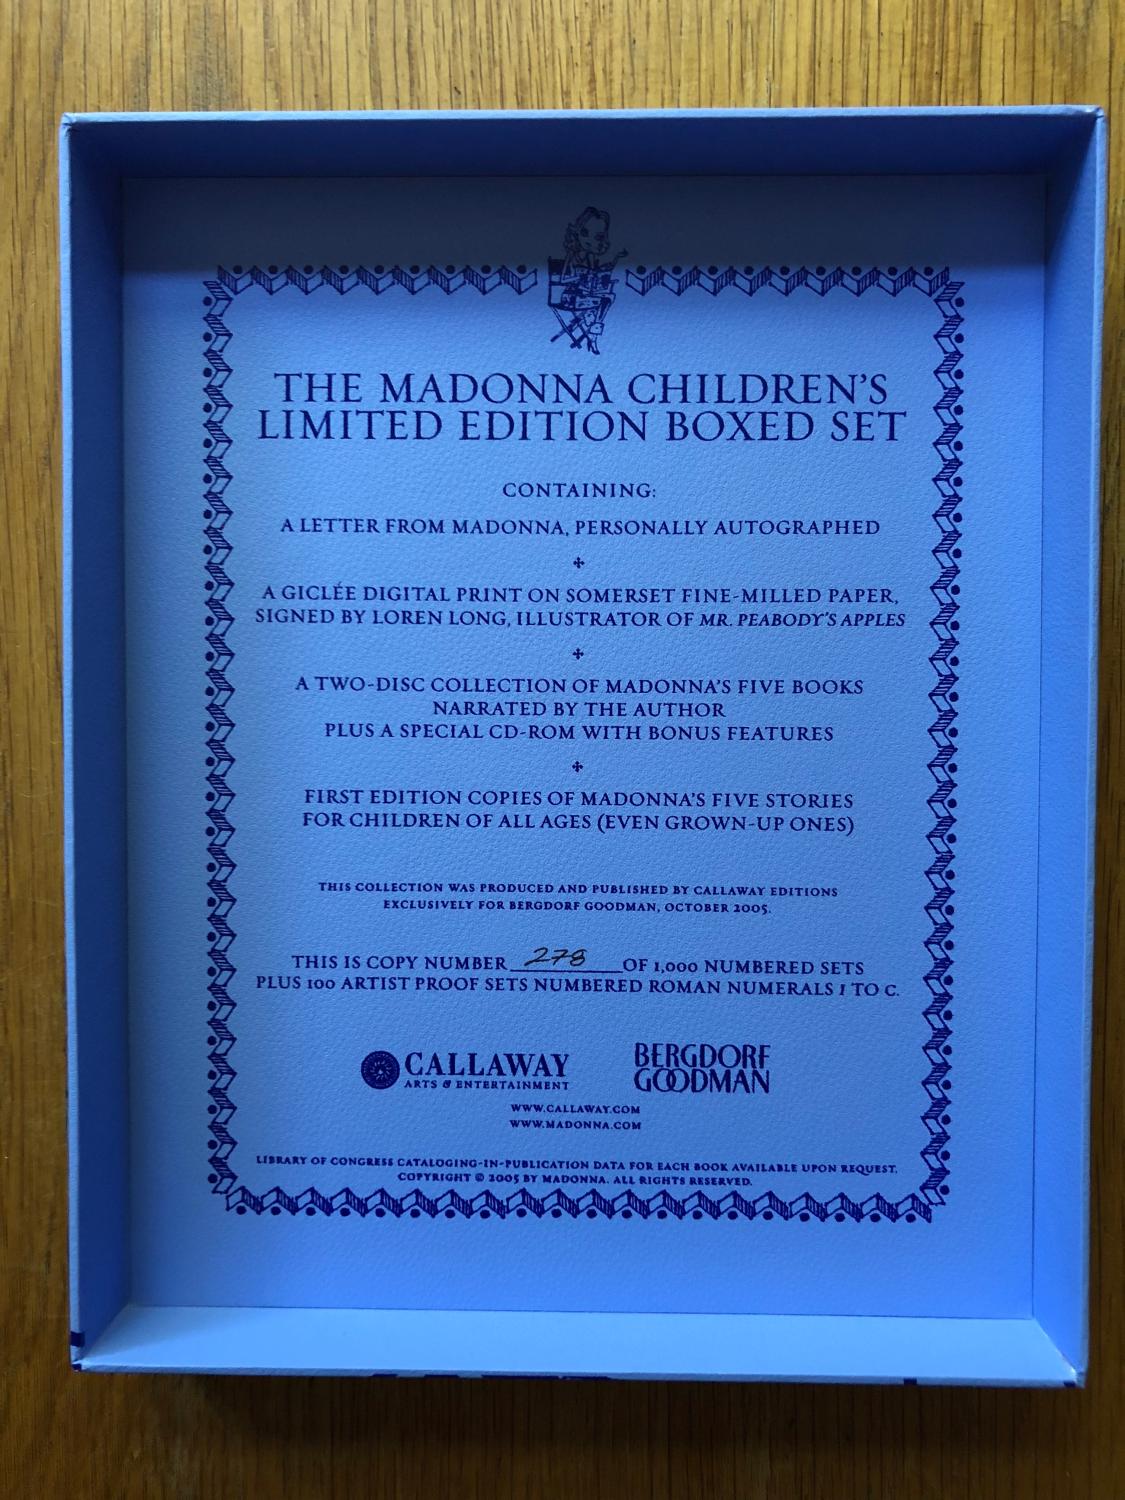 THE MADONNA CHILDREN'S
LIMITED EDITION BOXED SET
CONTAINING:
A LETTER FROM MADONNA, PERSONALLY AUTOGRAPHED
A GICLÉE DIGITAL PRINT ON SOMERSET FINE-MILLED PAPER,
SIGNED BY LOREN LONG, ILLUSTRATOR OF MR. PEABODY'S APPLES
A TWO-DISC COLLECTION OF MADONNA'S FIVE BOOKS
NARRATED BY THE AUTHOR
PLUS A SPECIAL CD-ROM WITH BONUS FEATURES
FIRST EDITION COPIES OF MADONNA'S FIVE STORIES
FOR CHILDREN OF ALL AGES (EVEN GROWN-UP ONES)
THIS COLLECTION WAS PRODUCED AND PUBLISHED BY CALLAWAY EDITIONS
EXCLUSIVELY FOR BERGDORF GOODMAN, OCTOBER 2005.
THIS IS COPY NUMBER 278 OF 1,000 NUMBERED SETS
PLUS 100 ARTIST PROOF SETS NUMBERED ROMAN NUMERALS I TO C.
CALLAWAY
ARTS & ENTERTAINMENT
BERGDORF
GOODMAN
WWW.CALLAWAY.COM
WWW.MADONNA.COM
LIBRARY OF CONGRESS CATALOGING-IN-PUBLICATION DATA FOR EACH BOOK AVAILABLE UPON REQUEST.
COPYRIGHT © 2005 BY MADONNA. ALL RIGHTS RESERVED.